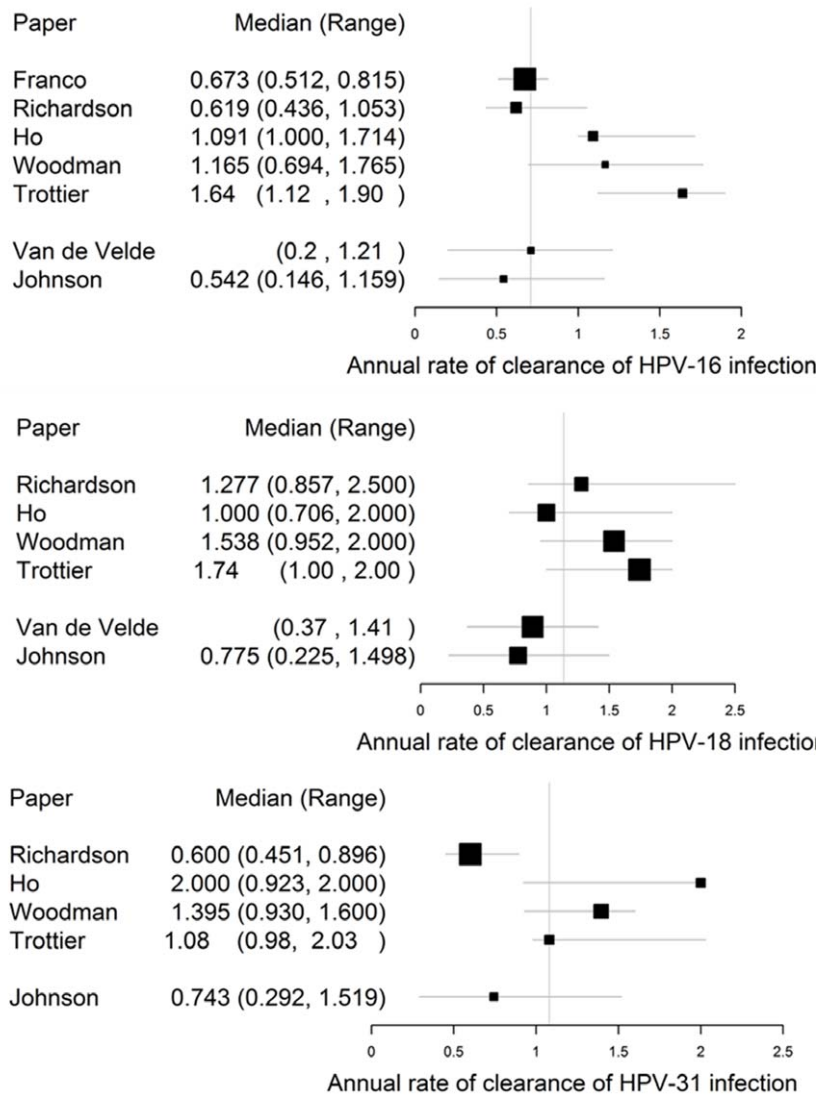 Paper Median (Range)
Franco 0.673 (0.512, 0.815)
Richardson 0.619 (0.436, 1.053)
Ho 1.091 (1.000, 1.714)
Woodman 1.165 (0.694, 1.765)
Trottier 1.64 (1.12 , 1.90 )
Van de Velde (0.2 , 1.21 )
Johnson 0.542 (0.146, 1.159)
0 0.5 1 1.5 2
Annual rate of clearance of HPV-16 infection
Paper Median (Range)
Richardson 1.277 (0.857, 2.500)
Ho 1.000 (0.706, 2.000)
Woodman 1.538 (0.952, 2.000)
Trottier 1.74 (1.00 , 2.00 )
Van de Velde (0.37 , 1.41 )
Johnson 0.775 (0.225, 1.498)
0 0.5 1 1.5 2 2.5
Annual rate of clearance of HPV-18 infection
Paper Median (Range)
Richardson 0.600 (0.451, 0.896)
Ho 2.000 (0.923, 2.000)
Woodman 1.395 (0.930, 1.600)
Trottier 1.08 (0.98, 2.03 )
Johnson 0.743 (0.292, 1.519)
0 0.5 1 1.5 2 2.5
Annual rate of clearance of HPV-31 infection